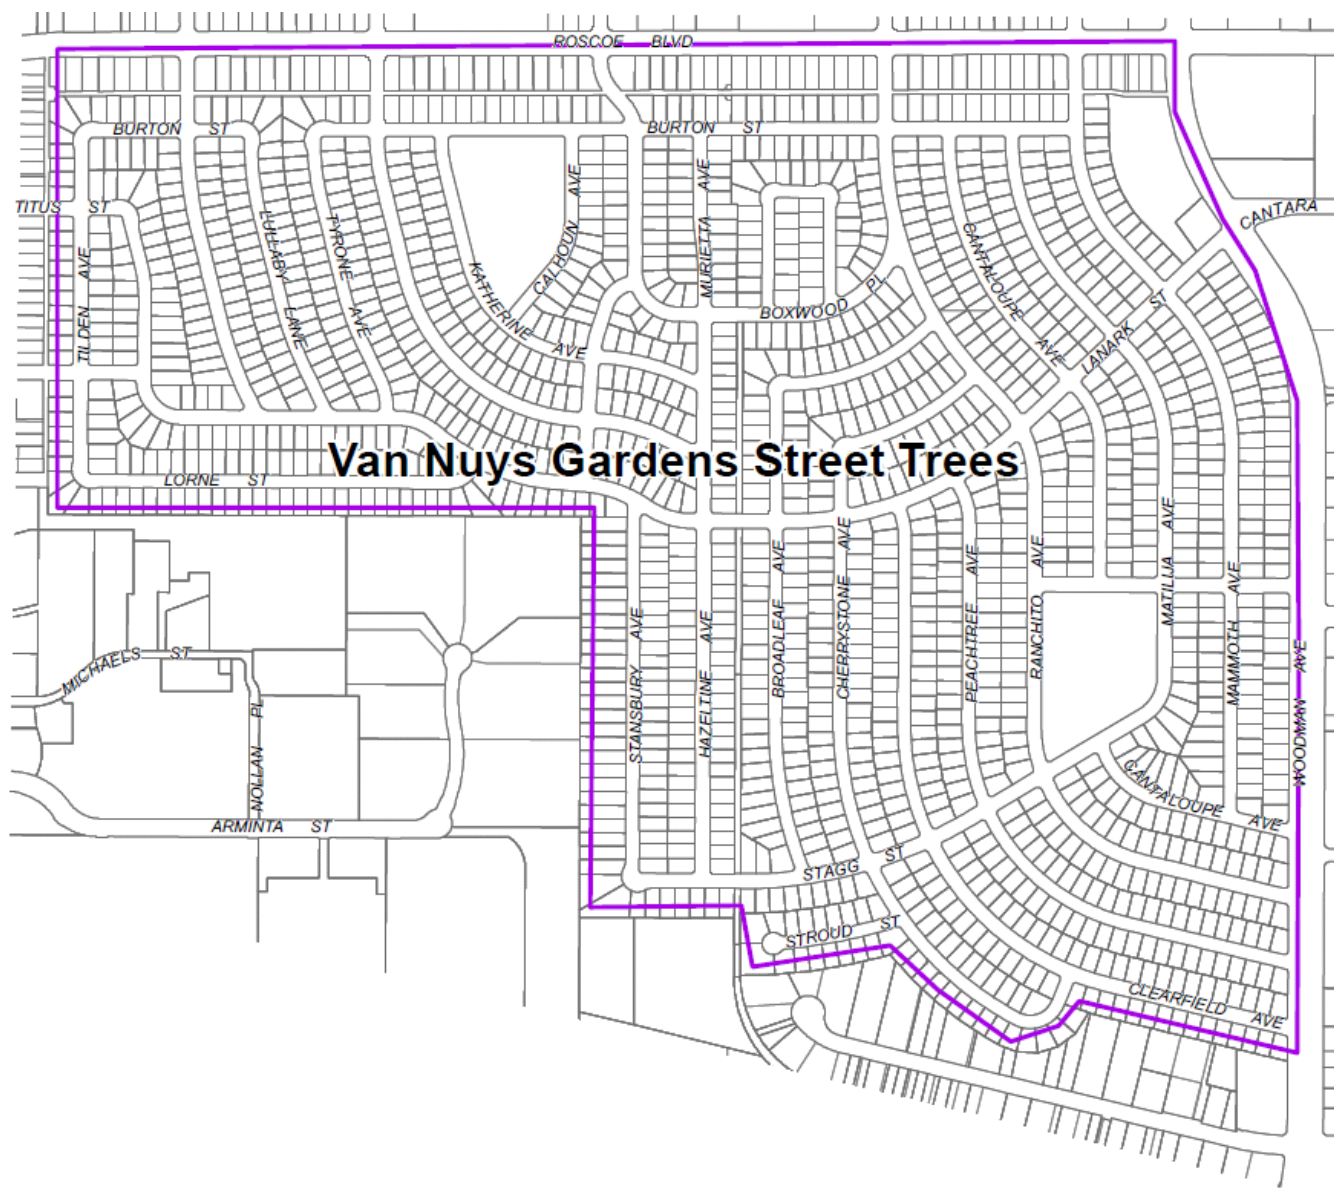 ROSCOE BLVD
BURTON ST
BURTON ST
TITUS ST
CANTARA
TILDEN AVE
LULLABY LANE
TYRONE AVE
KATHERINE AVE
CALHOUN AVE
MURIETTA AVE
BOXWOOD PL
CANTALOUPE AVE
LANARK ST
Van Nuys Gardens Street Trees
LORNE ST
STANSBURY AVE
HAZELTINE AVE
BROADLEAF AVE
CHERRYSTONE AVE
PEACHTREE AVE
RANCHITO AVE
MATILIJA AVE
MAMMOTH AVE
WOODMAN AVE
MICHAELS ST
NOLLAN PL
ARMINTA ST
CANTALOUPE AVE
STAGG ST
STROUD ST
CLEARFIELD AVE